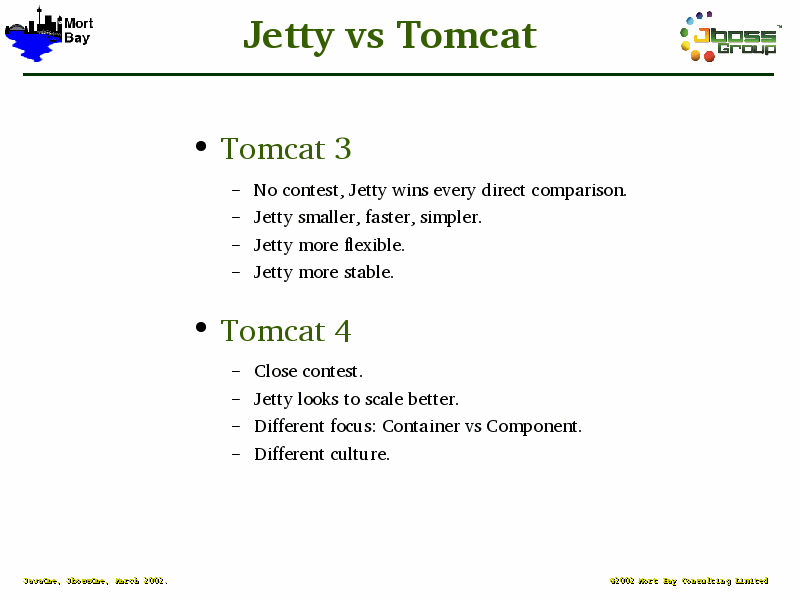 Mort
Bay
Jetty vs Tomcat
Jboss
Group
• Tomcat 3
– No contest, Jetty wins every direct comparison.
– Jetty smaller, faster, simpler.
– Jetty more flexible.
– Jetty more stable.
• Tomcat 4
– Close contest.
– Jetty looks to scale better.
– Different focus: Container vs Component.
– Different culture.
JavaOne, JbossOne, March 2002.
©2002 Mort Bay Consulting Limited